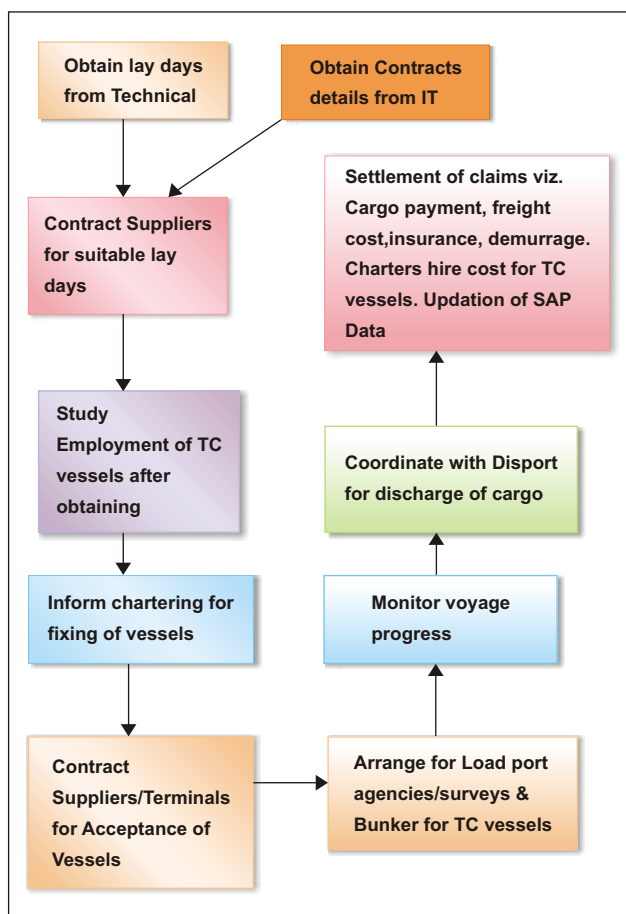 Obtain lay days
from Technical
Obtain Contracts
details from IT
Contract Suppliers
for suitable lay
days
Study
Employment of TC
vessels after
obtaining
Inform chartering for
fixing of vessels
Contract
Suppliers/Terminals
for Acceptance of
Vessels
Arrange for Load port
agencies/surveys &
Bunker for TC vessels
Monitor voyage
progress
Coordinate with Disport
for discharge of cargo
Settlement of claims viz.
Cargo payment, freight
cost,insurance, demurrage.
Charters hire cost for TC
vessels. Updation of SAP
Data